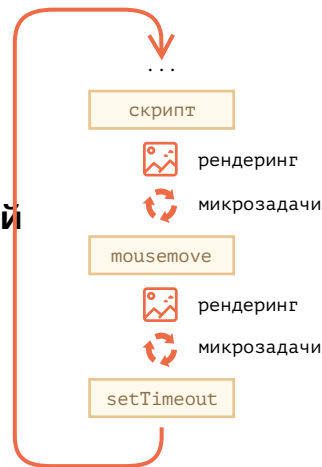 ...
скрипт
рендеринг
микрозадачи
й
mousemove
рендеринг
микрозадачи
setTimeout